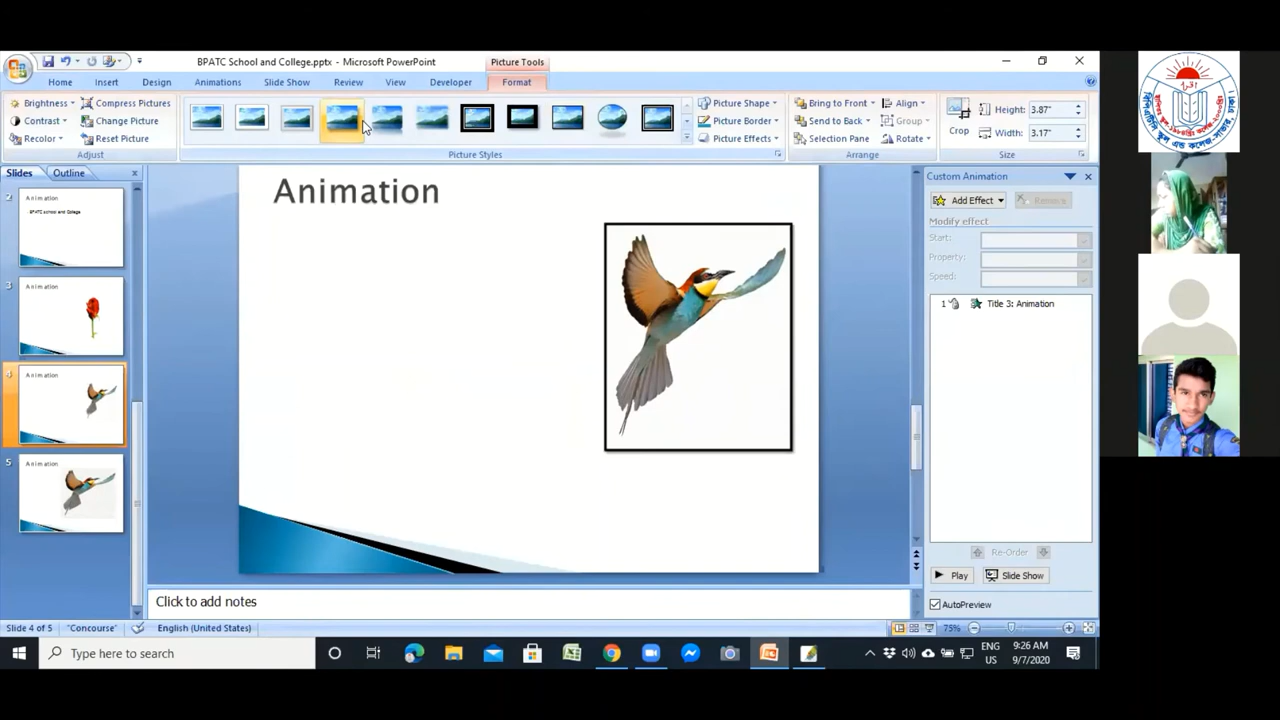 BPATC School and College.pptx - Microsoft PowerPoint
Picture Tools
Home Insert Design Animations Slide Show Review View Developer Format
Brightness Compress Pictures
Contrast Change Picture
Recolor Reset Picture
Adjust
Picture Styles
Picture Shape
Picture Border
Picture Effects
Bring to Front Align
Send to Back Group
Selection Pane Rotate
Arrange
Crop
Height: 3.87"
Width: 3.17"
Size
Slides Outline
2
Animation
BPATC school and College
3
Animation
4
Animation
5
Animation
Animation
Custom Animation
Add Effect Remove
Modify effect
Start:
Property:
Speed:
1 Title 3: Animation
Re-Order
Play Slide Show
AutoPreview
Click to add notes
Slide 4 of 5 "Concourse" English (United States) 75%
Type here to search
ENG
US
9:26 AM
9/7/2020